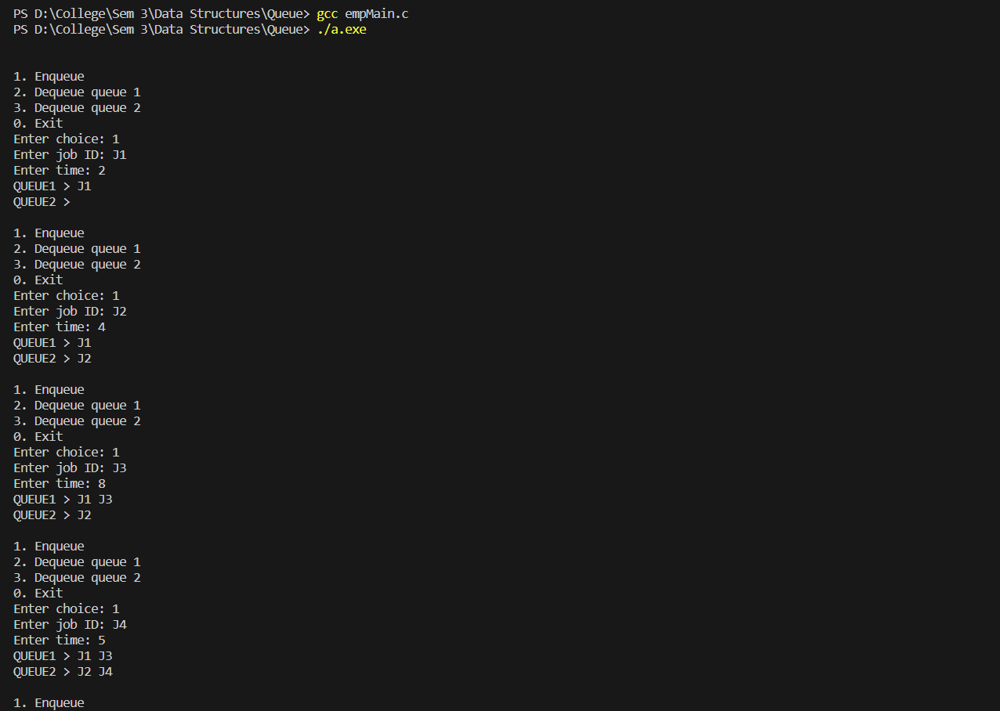 PS D:\College\Sem 3\Data Structures\Queue> gcc empMain.c
PS D:\College\Sem 3\Data Structures\Queue> ./a.exe
1. Enqueue
2. Dequeue queue 1
3. Dequeue queue 2
0. Exit
Enter choice: 1
Enter job ID: J1
Enter time: 2
QUEUE1 > J1
QUEUE2 >
1. Enqueue
2. Dequeue queue 1
3. Dequeue queue 2
0. Exit
Enter choice: 1
Enter job ID: J2
Enter time: 4
QUEUE1 > J1
QUEUE2 > J2
1. Enqueue
2. Dequeue queue 1
3. Dequeue queue 2
0. Exit
Enter choice: 1
Enter job ID: J3
Enter time: 8
QUEUE1 > J1 J3
QUEUE2 > J2
1. Enqueue
2. Dequeue queue 1
3. Dequeue queue 2
0. Exit
Enter choice: 1
Enter job ID: J4
Enter time: 5
QUEUE1 > J1 J3
QUEUE2 > J2 J4
1. Enqueue